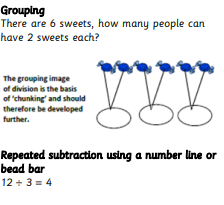 Grouping
There are 6 sweets, how many people can
have 2 sweets each?
The grouping image
of division is the basis
of 'chunking' and should
therefore be developed
further.
Repeated subtraction using a number line or
bead bar
12 ÷ 3 = 4